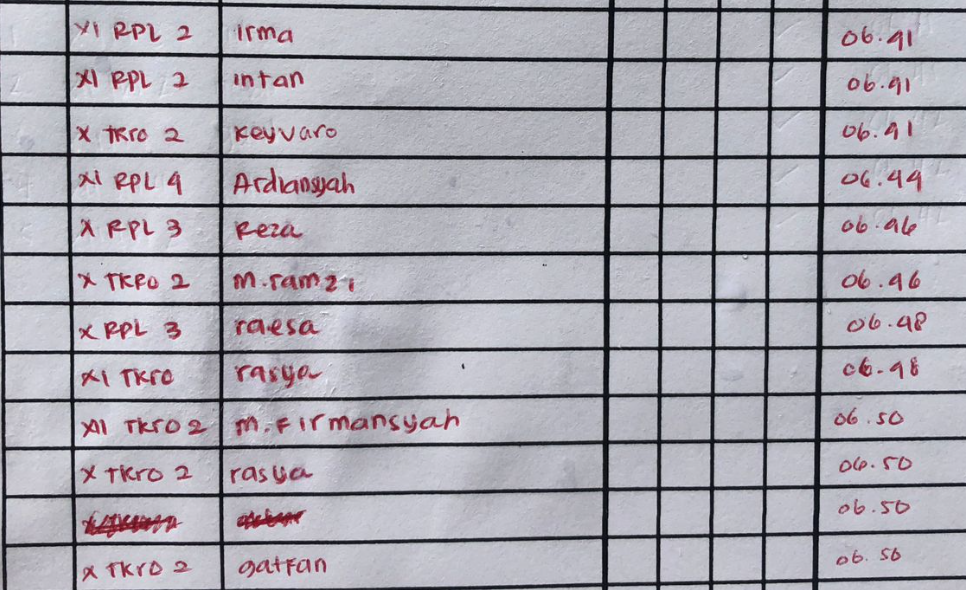 XI RPL 2 irma 06.41
XI RPL 2 intan 06.41
X TKRO 2 Keyvaro 06.41
XI RPL 4 Ardiansyah 06.44
X RPL 3 Reza 06.46
X TKRO 2 M.ramzi 06.46
X RPL 3 raesa 06.48
XI TKRO rasya 06.48
XII TKRO 2 M.Firmansyah 06.50
X TKRO 2 rasya 06.50
06.50
X TKRO 2 gatFan 06.50